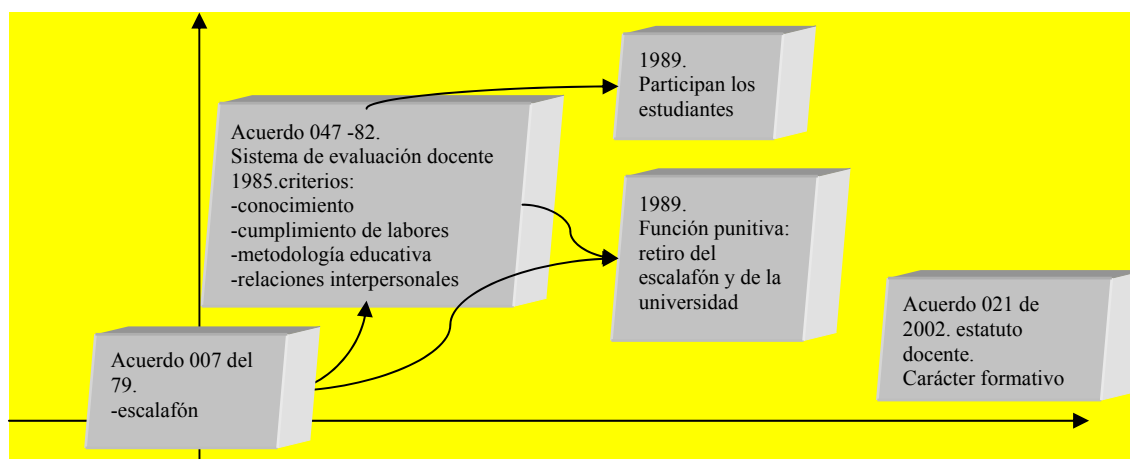 Acuerdo 007 del
79.
-escalafón
Acuerdo 047 -82.
Sistema de evaluación docente
1985.criterios:
-conocimiento
-cumplimiento de labores
-metodología educativa
-relaciones interpersonales
1989.
Participan los
estudiantes
1989.
Función punitiva:
retiro del
escalafón y de la
universidad
Acuerdo 021 de
2002. estatuto
docente.
Carácter formativo